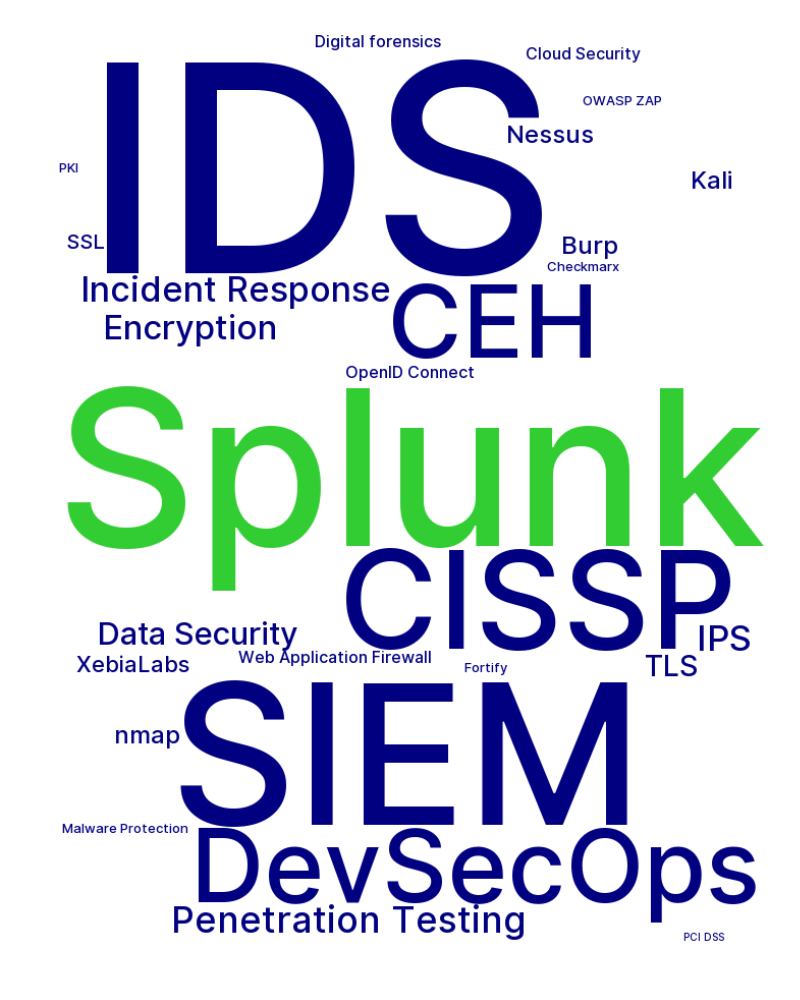 Digital forensics
Cloud Security
IDS
OWASP ZAP
Nessus
PKI
Kali
SSL
Burp
Checkmarx
Incident Response
CEH
Encryption
OpenID Connect
Splunk
CISSP
Data Security
IPS
Web Application Firewall
XebiaLabs
TLS
Fortify
SIEM
nmap
Malware Protection
DevSecOps
Penetration Testing
PCI DSS